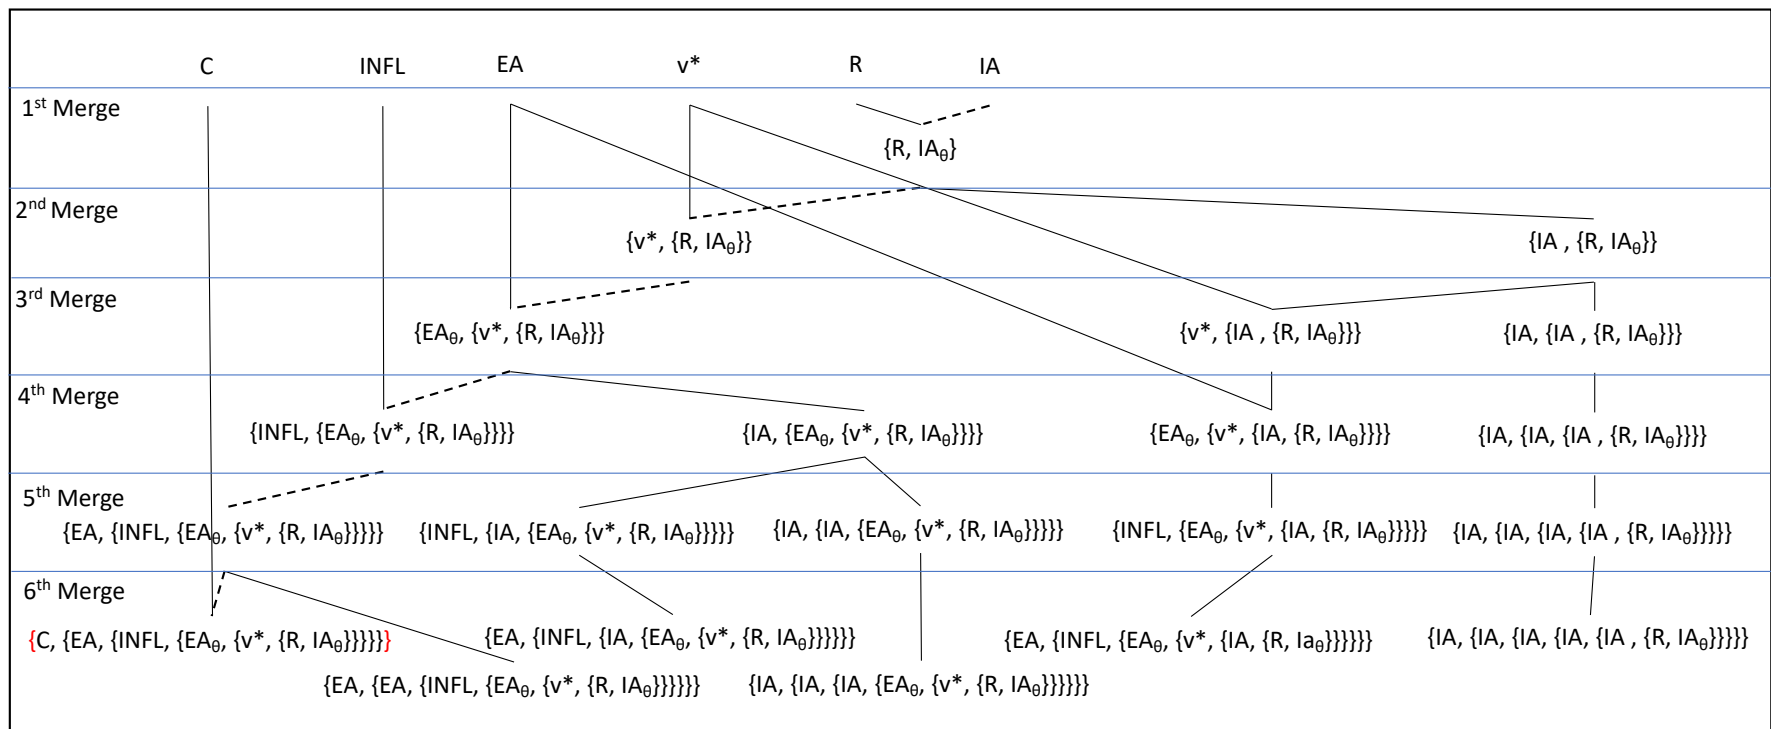 C INFL EA v* R IA
1st Merge
{R, IAθ}
2nd Merge
{v*, {R, IAθ}} {IA , {R, IAθ}}
3rd Merge
{EAθ, {v*, {R, IAθ}}} {v*, {IA , {R, IAθ}}} {IA, {IA , {R, IAθ}}}
4th Merge
{INFL, {EAθ, {v*, {R, IAθ}}}} {IA, {EAθ, {v*, {R, IAθ}}}} {EAθ, {v*, {IA, {R, IAθ}}}} {IA, {IA, {IA , {R, IAθ}}}}
5th Merge
{EA, {INFL, {EAθ, {v*, {R, IAθ}}}}} {INFL, {IA, {EAθ, {v*, {R, IAθ}}}}} {IA, {IA, {EAθ, {v*, {R, IAθ}}}}} {INFL, {EAθ, {v*, {IA, {R, IAθ}}}}} {IA, {IA, {IA, {IA , {R, IAθ}}}}}
6th Merge
{C, {EA, {INFL, {EAθ, {v*, {R, IAθ}}}}}} {EA, {INFL, {IA, {EAθ, {v*, {R, IAθ}}}}}} {EA, {INFL, {EAθ, {v*, {IA, {R, Iaθ}}}}}} {IA, {IA, {IA, {IA, {IA , {R, IAθ}}}}}
{EA, {EA, {INFL, {EAθ, {v*, {R, IAθ}}}}}} {IA, {IA, {IA, {EAθ, {v*, {R, IAθ}}}}}}